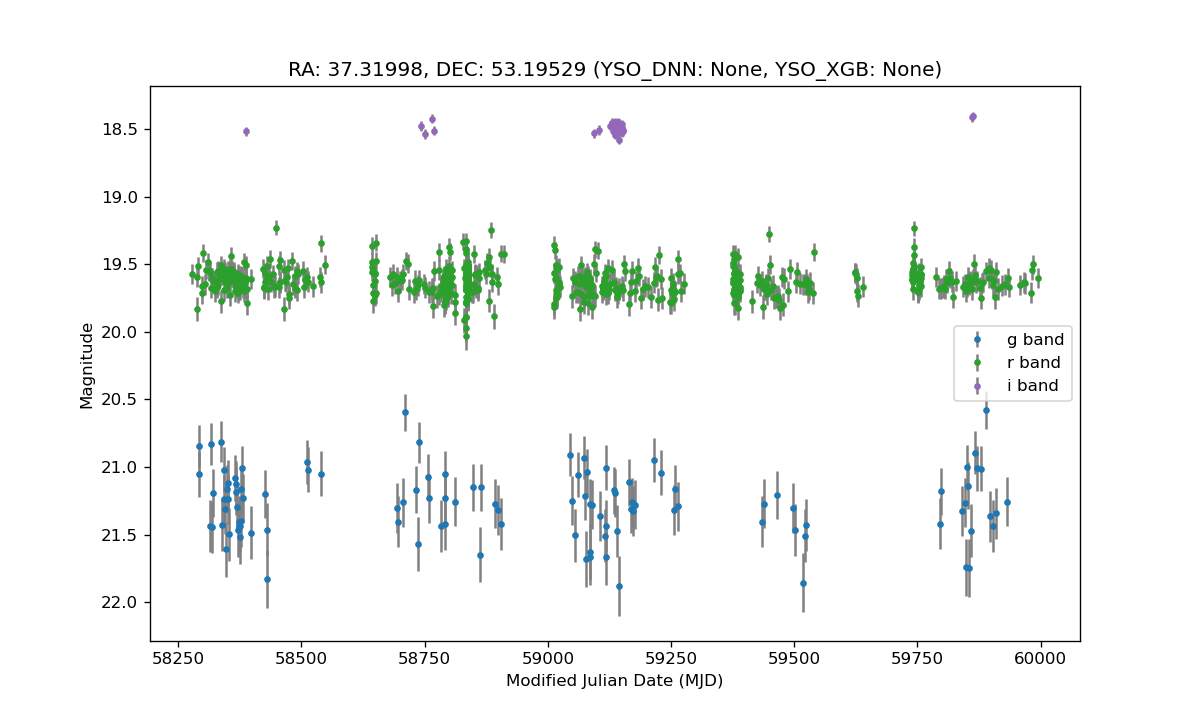 RA: 37.31998, DEC: 53.19529 (YSO_DNN: None, YSO_XGB: None)
18.5
19.0
19.5
20.0
20.5
21.0
21.5
22.0
Magnitude
g band
r band
i band
58250 58500 58750 59000 59250 59500 59750 60000
Modified Julian Date (MJD)